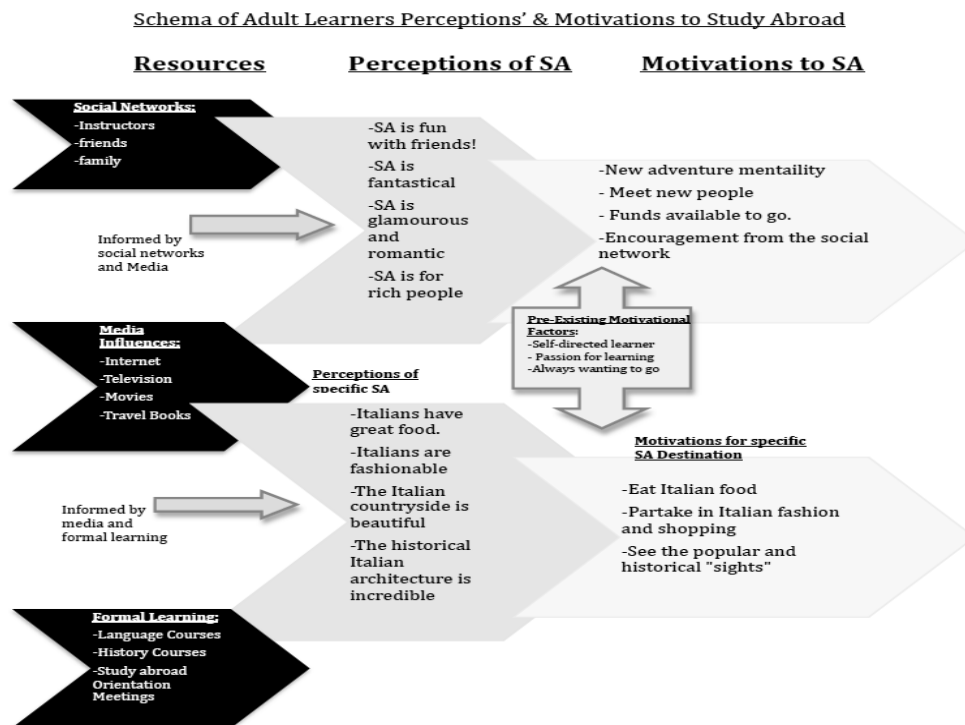 Schema of Adult Learners Perceptions' & Motivations to Study Abroad
Resources
Perceptions of SA
Motivations to SA
Social Networks:
-Instructors
-friends
-family
Informed by
social networks
and Media
Media
Influences:
-Internet
-Television
-Movies
-Travel Books
Informed by
media and
formal learning
Formal Learning:
-Language Courses
-History Courses
-Study abroad
Orientation
Meetings
-SA is fun
with friends!
-SA is
fantastical
-SA is
glamourous
and
romantic
-SA is for
rich people
Perceptions of
specific SA
-Italians have
great food.
-Italians are
fashionable
-The Italian
countryside is
beautiful
-The historical
Italian
architecture is
incredible
-New adventure mentaility
- Meet new people
- Funds available to go.
-Encouragement from the social
network
Pre-Existing Motivational
Factors:
-Self-directed learner
- Passion for learning
-Always wanting to go
Motivations for specific
SA Destination
-Eat Italian food
-Partake in Italian fashion
and shopping
-See the popular and
historical "sights"